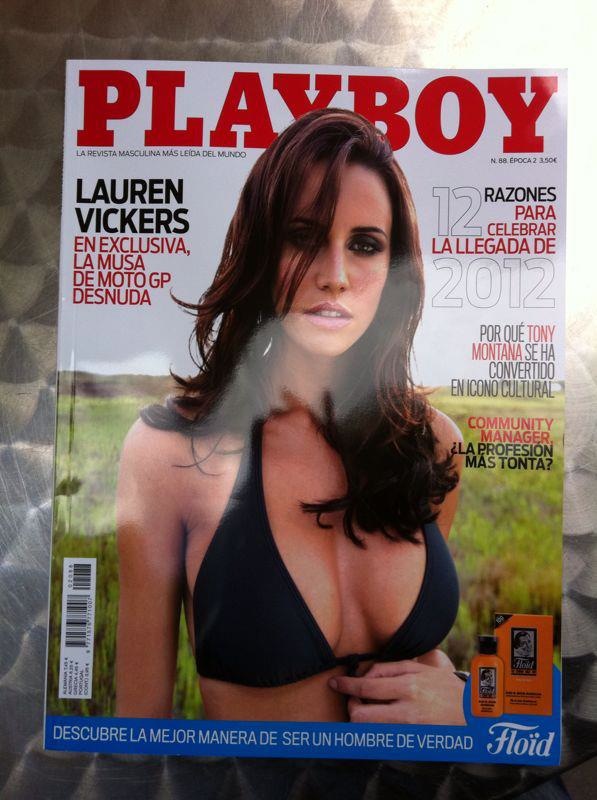 PLAYBOY
LA REVISTA MASCULINA MÁS LEÍDA DEL MUNDO
N. 88. ÉPOCA 2 3,50€
LAUREN
VICKERS
EN EXCLUSIVA,
LA MUSA
DE MOTO GP
DESNUDA
12 RAZONES
PARA
CELEBRAR
LA LLEGADA DE
2012
POR QUÉ TONY
MONTANA SE HA
CONVERTIDO
EN ICONO CULTURAL
COMMUNITY
MANAGER,
¿LA PROFESIÓN
MÁS TONTA?
Floïd
DESCUBRE LA MEJOR MANERA DE SER UN HOMBRE DE VERDAD
Floïd